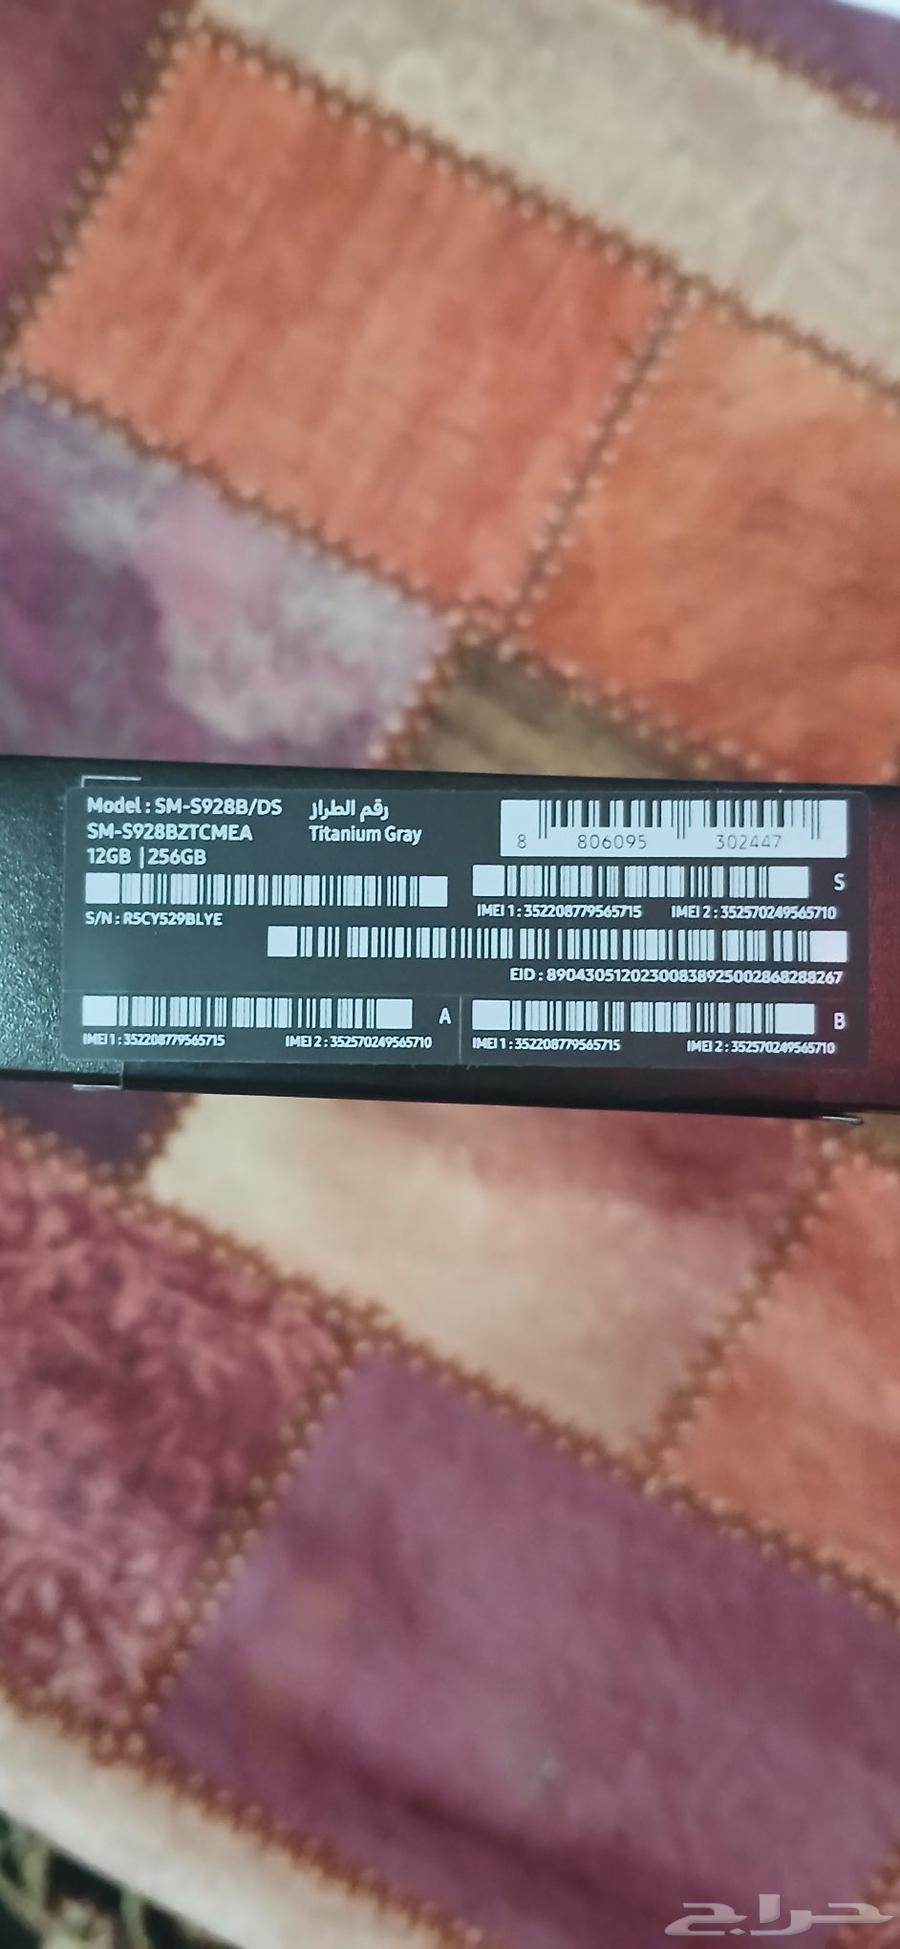 Model : SM-S928B/DS رقم الطراز
SM-S928BZTCMEA Titanium Gray
12GB | 256GB
8 806095 302447
S
S/N : R5CY529BLYE
IMEI 1 : 352208779565715 IMEI 2 : 352570249565710
EID : 89043051202300838925002868288267
A
IMEI 1 : 352208779565715 IMEI 2 : 352570249565710
B
IMEI 1 : 352208779565715 IMEI 2 : 352570249565710
حراج